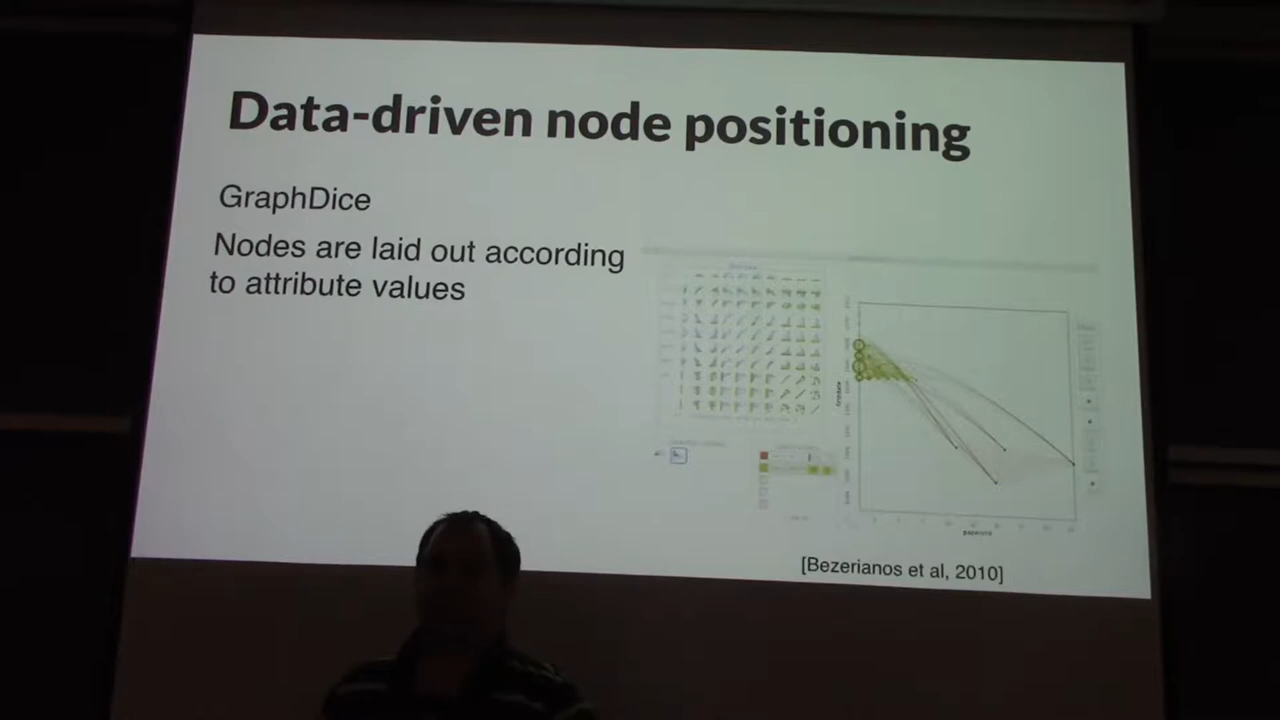 Data-driven node positioning
GraphDice
Nodes are laid out according
to attribute values
[Bezerianos et al, 2010]